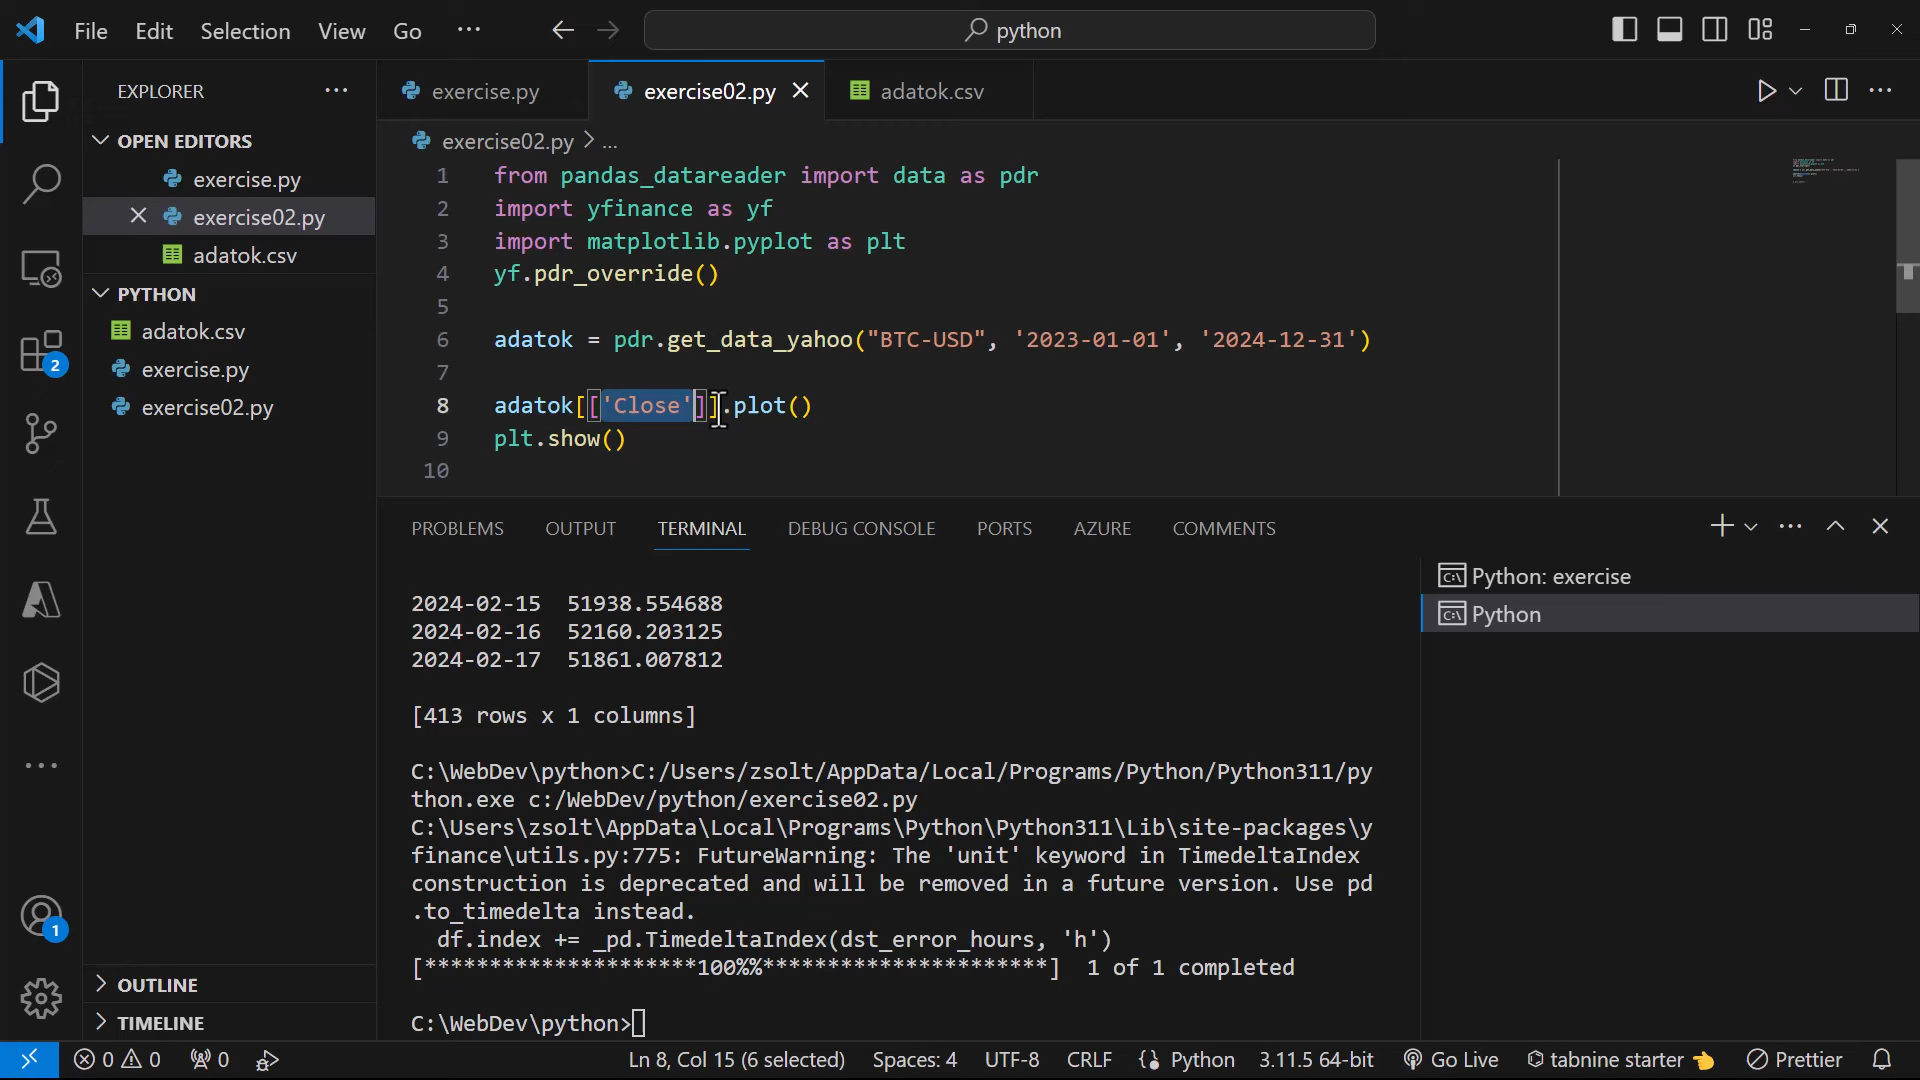 File Edit Selection View Go ... python
EXPLORER ...
exercise.py exercise02.py adatok.csv
OPEN EDITORS
exercise.py
exercise02.py
adatok.csv
PYTHON
adatok.csv
exercise.py
exercise02.py
OUTLINE
TIMELINE
exercise02.py > ...
1 from pandas_datareader import data as pdr
2 import yfinance as yf
3 import matplotlib.pyplot as plt
4 yf.pdr_override()
5
6 adatok = pdr.get_data_yahoo("BTC-USD", '2023-01-01', '2024-12-31')
7
8 adatok[['Close']].plot()
9 plt.show()
10
PROBLEMS OUTPUT TERMINAL DEBUG CONSOLE PORTS AZURE COMMENTS
2024-02-15 51938.554688
2024-02-16 52160.203125
2024-02-17 51861.007812
[413 rows x 1 columns]
C:\WebDev\python>C:/Users/zsolt/AppData/Local/Programs/Python/Python311/py
thon.exe c:/WebDev/python/exercise02.py
C:\Users\zsolt\AppData\Local\Programs\Python\Python311\Lib\site-packages\y
finance\utils.py:775: FutureWarning: The 'unit' keyword in TimedeltaIndex
construction is deprecated and will be removed in a future version. Use pd
.to_timedelta instead.
df.index += _pd.TimedeltaIndex(dst_error_hours, 'h')
[*********************100%%**********************] 1 of 1 completed
C:\WebDev\python>
Python: exercise
Python
2
1
0 0 0 Ln 8, Col 15 (6 selected) Spaces: 4 UTF-8 CRLF Python 3.11.5 64-bit Go Live tabnine starter 👈 Prettier